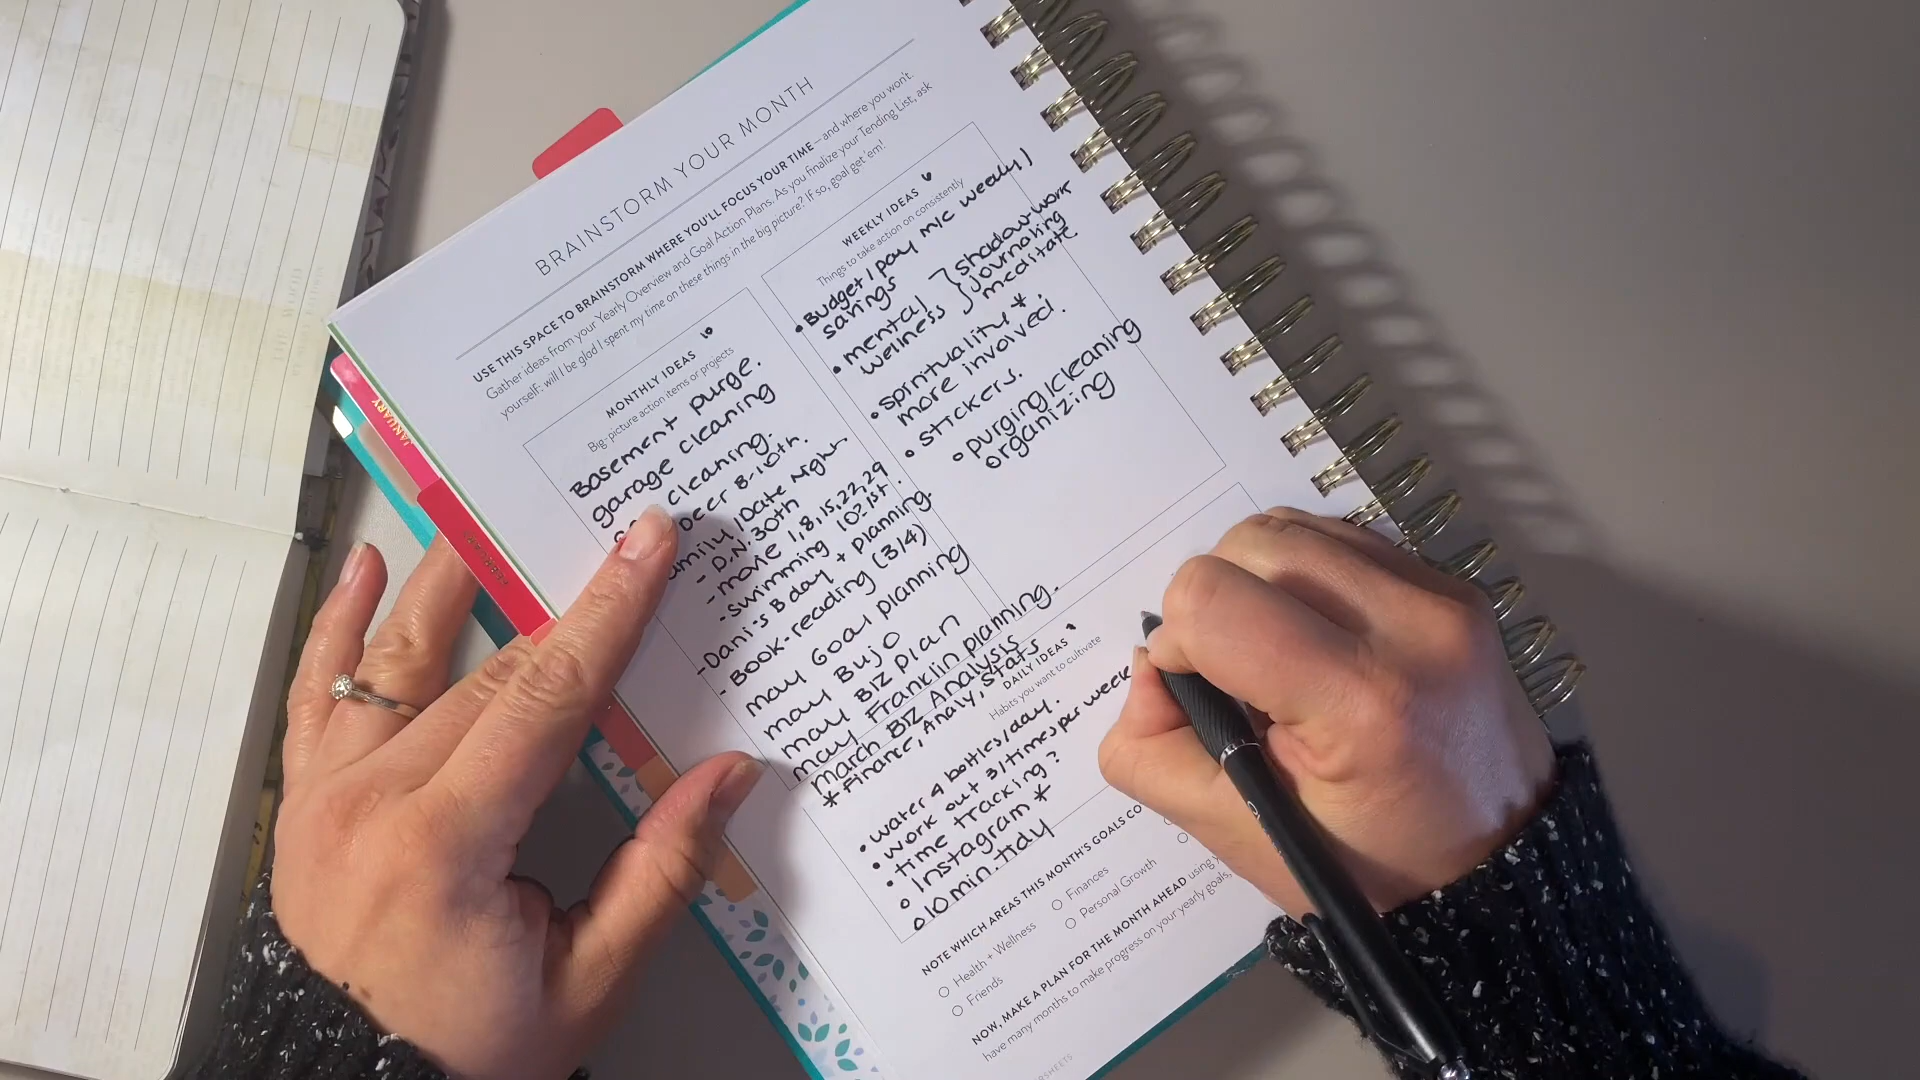 BRAINSTORM YOUR MONTH
USE THIS SPACE TO BRAINSTORM WHERE YOU'LL FOCUS YOUR TIME—and where you won't.
Gather ideas from your Yearly Overview and Goal Action Plans. As you finalize your Tending List, ask
yourself: will I be glad I spent my time on these things in the big picture? If so, goal get 'em!
MONTHLY IDEAS
Big-picture action items or projects
Basement purge.
garage cleaning
cleaning.
Decer 8-10th.
Family / Date Night
- D.N. 30th
- movie 1, 8, 15, 22, 29
- swimming 10?, 1st.
- Dani's B day + planning.
- Book-reading (3/4)
may Goal planning
may Bujo
may BIZ plan
may Franklin planning.
march BIZ Analysis
* Finance, Analy, Stats
WEEKLY IDEAS
Things to take action on consistently
• Budget / pay m/c weekly /
savings
• mental
wellness } shadow-work
journaling
meditate
• spirituality *
more involved!
• stickers.
• purging/cleaning
organizing
DAILY IDEAS
Habits you want to cultivate
• water 4 bottles/day.
• work out 3/times per week
• time tracking?
• Instagram *
• 10 min. tidy
NOTE WHICH AREAS THIS MONTH'S GOALS CO
Health + Wellness
Finances
Friends
Personal Growth
NOW, MAKE A PLAN FOR THE MONTH AHEAD using
have many months to make progress on your yearly goals,
JANUARY
FEBRUARY